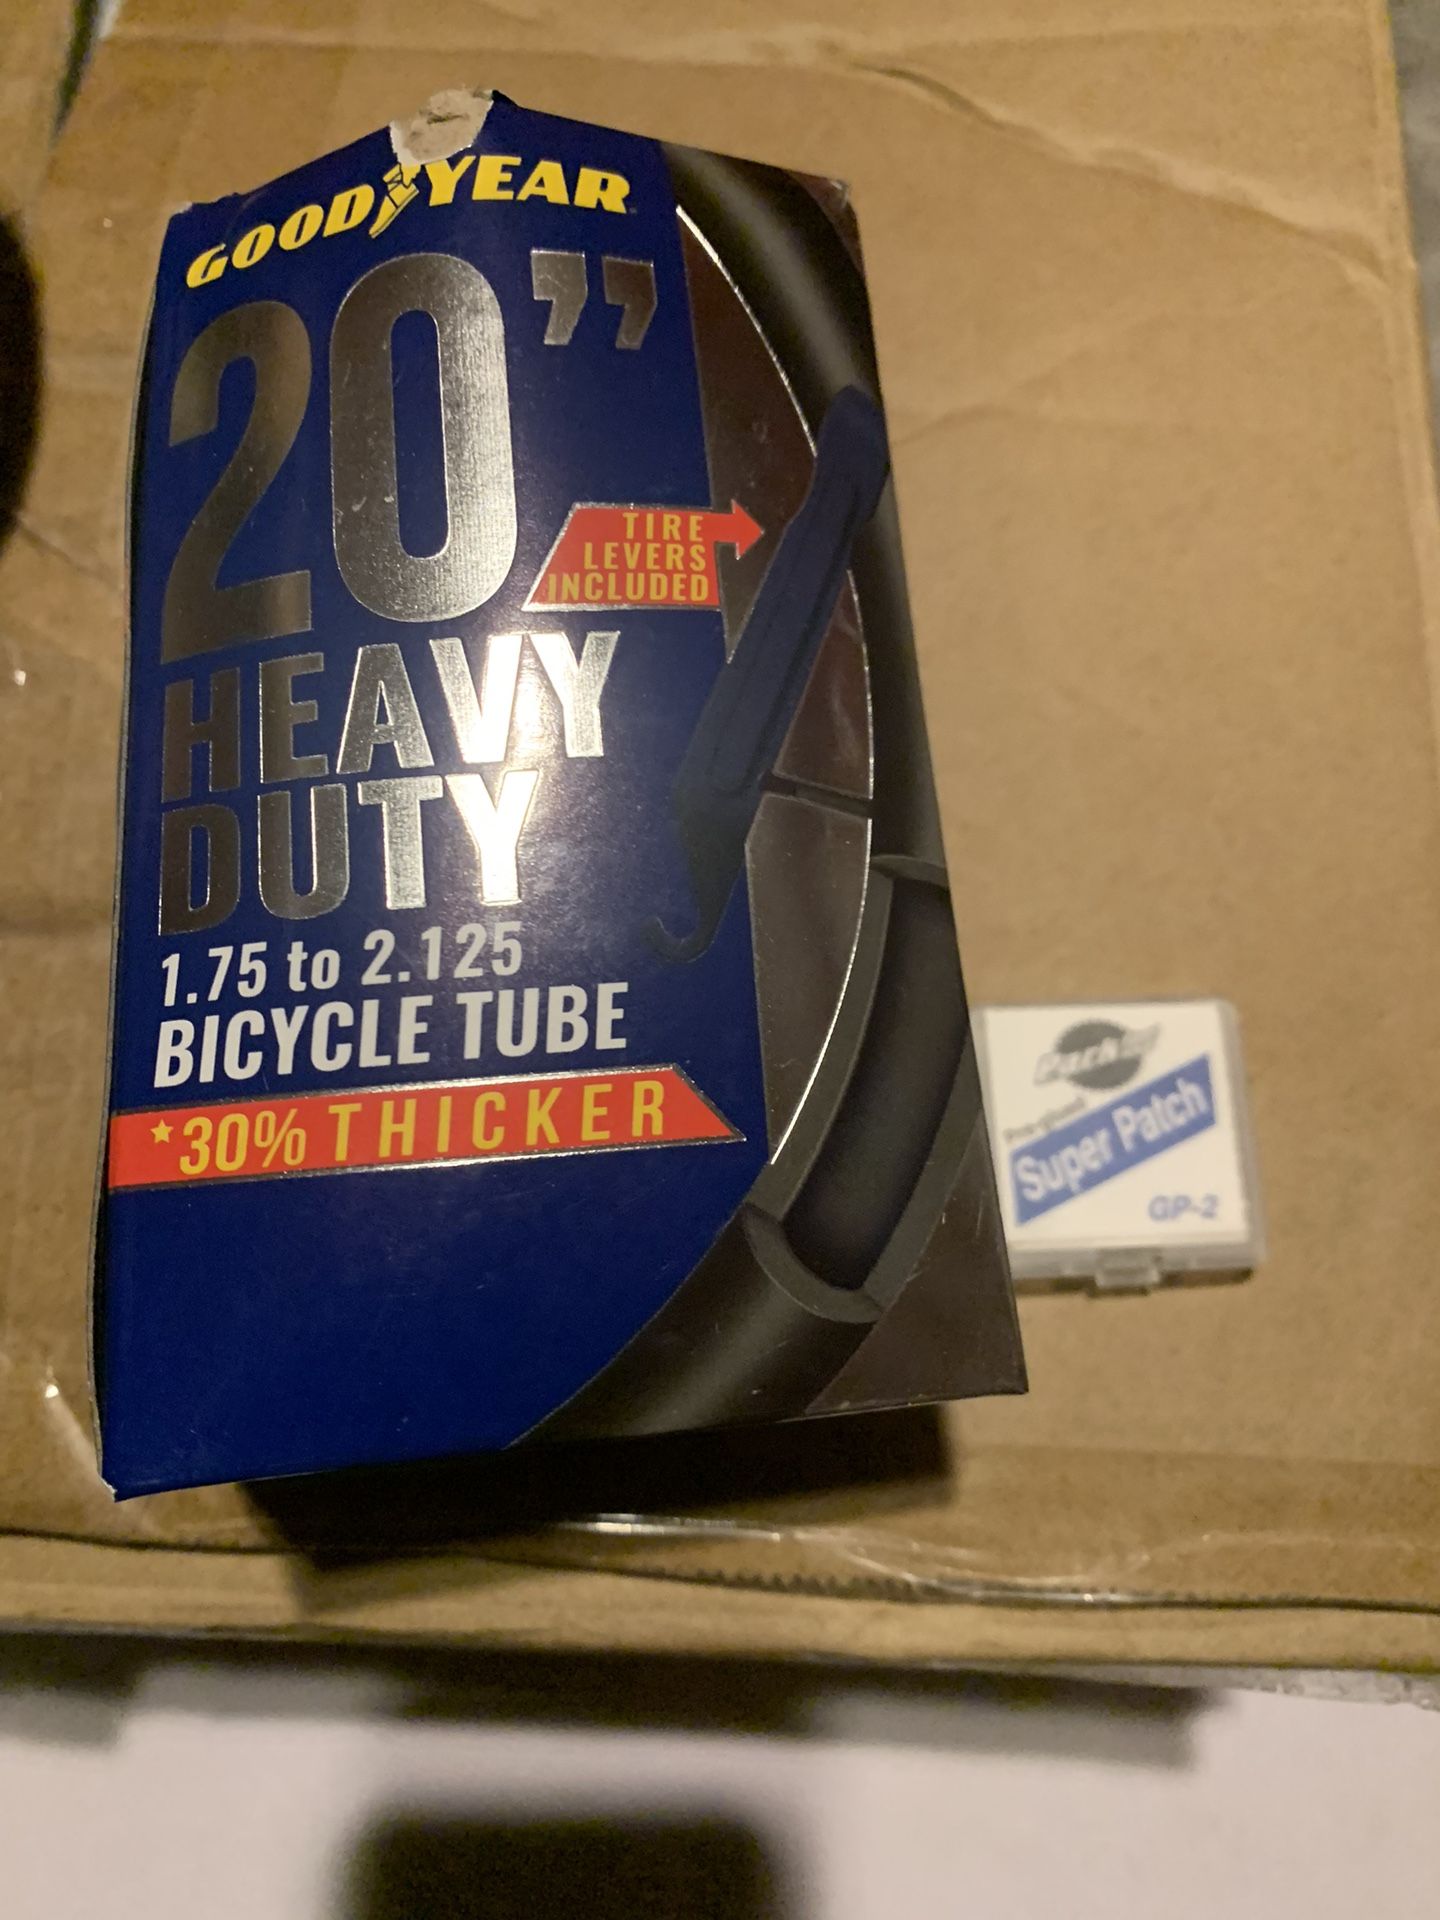 GOODYEAR
20"
TIRE
LEVERS
INCLUDED
HEAVY
DUTY
1.75 to 2.125
BICYCLE TUBE
*30% THICKER
Park
Super Patch
GP-2